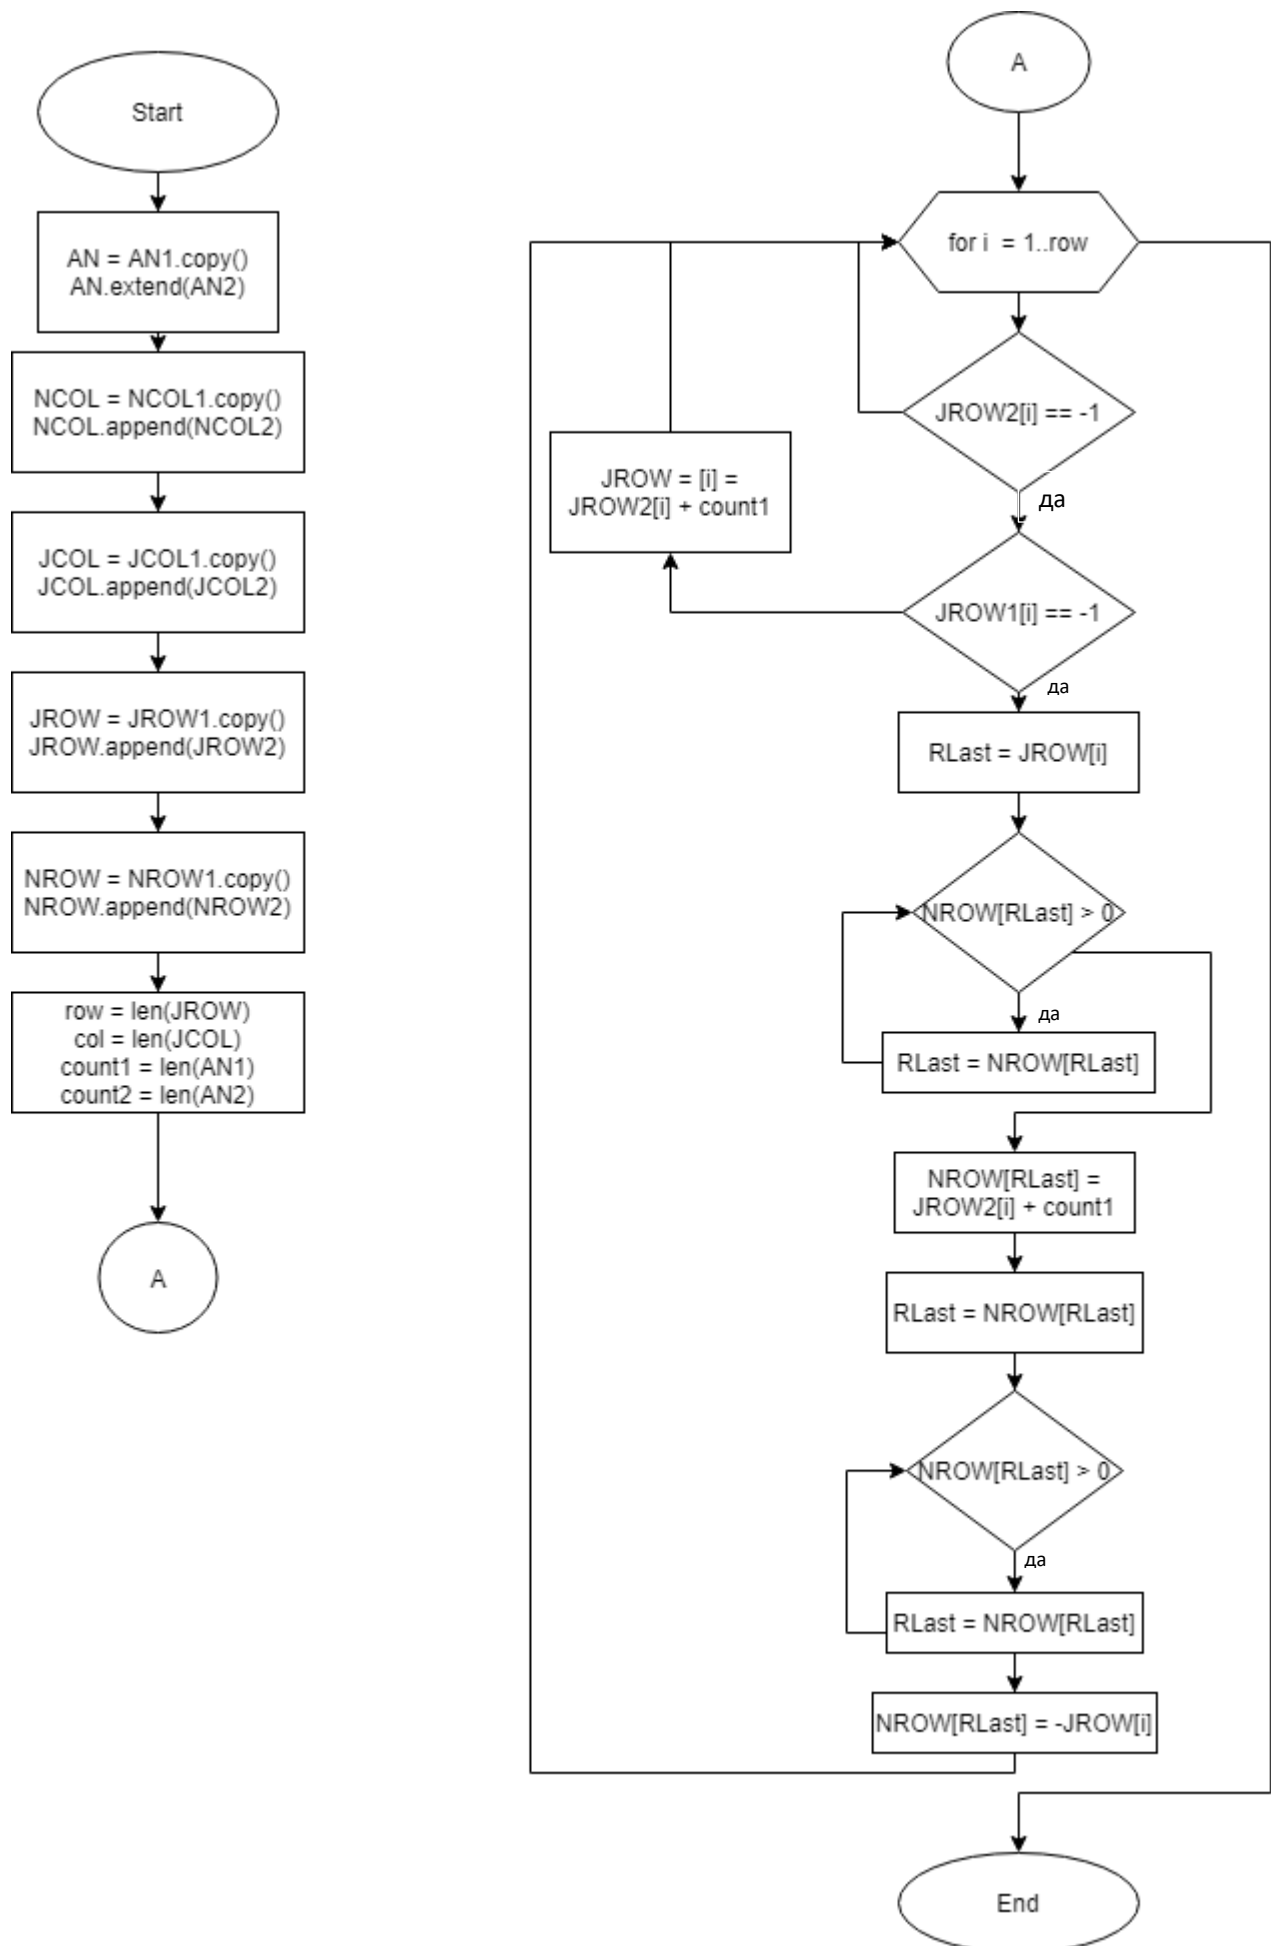 Start
AN = AN1.copy()
AN.extend(AN2)
NCOL = NCOL1.copy()
NCOL.append(NCOL2)
JCOL = JCOL1.copy()
JCOL.append(JCOL2)
JROW = JROW1.copy()
JROW.append(JROW2)
NROW = NROW1.copy()
NROW.append(NROW2)
row = len(JROW)
col = len(JCOL)
count1 = len(AN1)
count2 = len(AN2)
A
A
for i  = 1..row
JROW2[i] == -1
да
JROW = [i] =
JROW2[i] + count1
JROW1[i] == -1
да
RLast = JROW[i]
NROW[RLast] > 0
да
RLast = NROW[RLast]
NROW[RLast] =
JROW2[i] + count1
RLast = NROW[RLast]
NROW[RLast] > 0
да
RLast = NROW[RLast]
NROW[RLast] = -JROW[i]
End